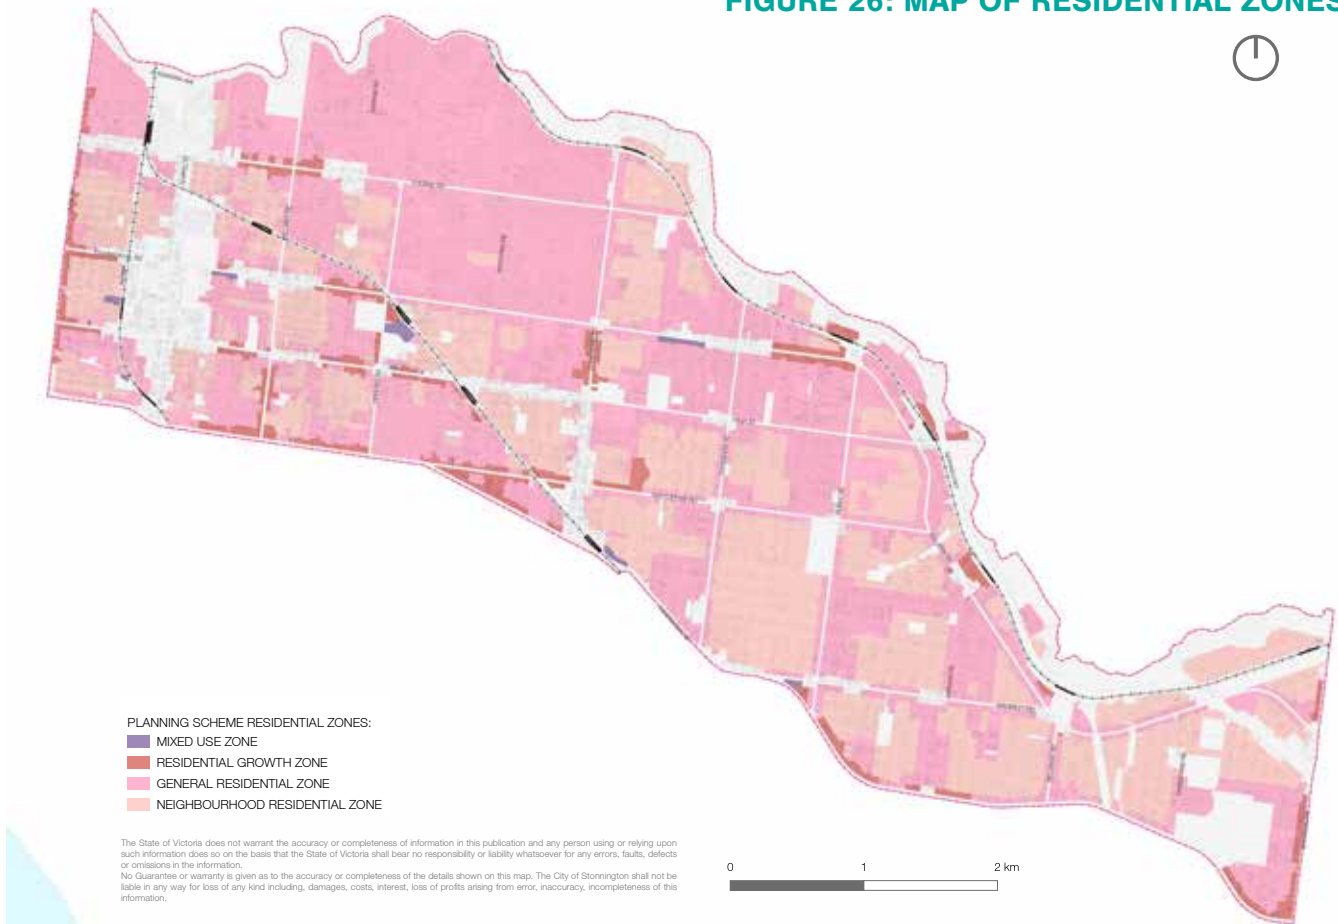 FIGURE 26: MAP OF RESIDENTIAL ZONES
PLANNING SCHEME RESIDENTIAL ZONES:
MIXED USE ZONE
RESIDENTIAL GROWTH ZONE
GENERAL RESIDENTIAL ZONE
NEIGHBOURHOOD RESIDENTIAL ZONE
The State of Victoria does not warrant the accuracy or completeness of information in this publication and any person using or relying upon
such information does so on the basis that the State of Victoria shall bear no responsibility or liability whatsoever for any errors, faults, defects
or omissions in the information.
No Guarantee or warranty is given as to the accuracy or completeness of the details shown on this map. The City of Stonnington shall not be
liable in any way for loss of any kind including, damages, costs, interest, loss of profits arising from error, inaccuracy, incompleteness of this
information.
0 1 2 km